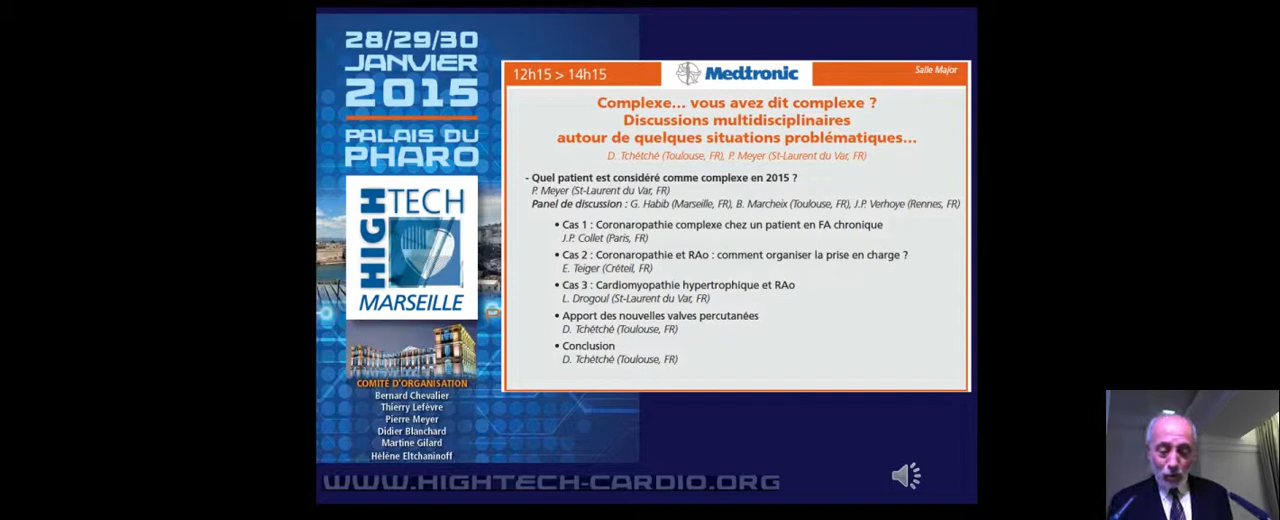 28/29/30
JANVIER
2015
PALAIS DU
PHARO
HIGH TECH
MARSEILLE
COMITÉ D'ORGANISATION
Bernard Chevalier
Thierry Lefèvre
Pierre Meyer
Didier Blanchard
Martine Gilard
Hélène Eltchaninoff
12h15 > 14h15
Medtronic
Salle Major
Complexe... vous avez dit complexe ?
Discussions multidisciplinaires
autour de quelques situations problématiques...
D. Tchétché (Toulouse, FR), P. Meyer (St-Laurent du Var, FR)
- Quel patient est considéré comme complexe en 2015 ?
P. Meyer (St-Laurent du Var, FR)
Panel de discussion : G. Habib (Marseille, FR), B. Marcheix (Toulouse, FR), J.P. Verhoye (Rennes, FR)
• Cas 1 : Coronaropathie complexe chez un patient en FA chronique
J.P. Collet (Paris, FR)
• Cas 2 : Coronaropathie et RAo : comment organiser la prise en charge ?
E. Teiger (Créteil, FR)
• Cas 3 : Cardiomyopathie hypertrophique et RAo
L. Drogoul (St-Laurent du Var, FR)
• Apport des nouvelles valves percutanées
D. Tchétché (Toulouse, FR)
• Conclusion
D. Tchétché (Toulouse, FR)
WWW.HIGHTECH-CARDIO.ORG